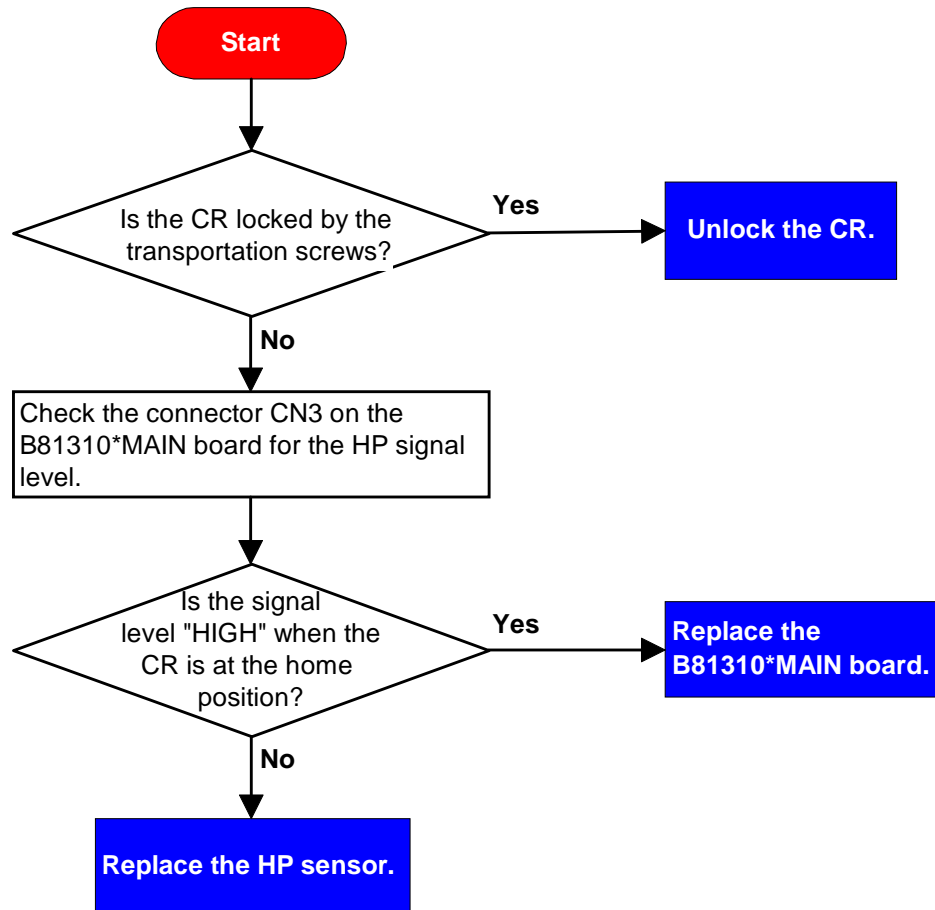 Start
Is the CR locked by the
transportation screws?
Yes
Unlock the CR.
No
Check the connector CN3 on the
B81310*MAIN board for the HP signal
level.
Is the signal
level "HIGH" when the
CR is at the home
position?
Yes
Replace the
B81310*MAIN board.
No
Replace the HP sensor.